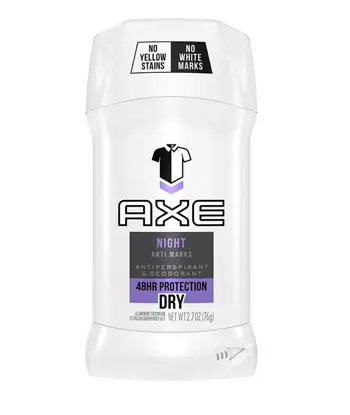 NO
YELLOW
STAINS
NO
WHITE
MARKS
AXE
NIGHT
ANTI MARKS
ANTIPERSPIRANT
& DEODORANT
48HR PROTECTION
DRY
NET WT 2.7 OZ (76g)